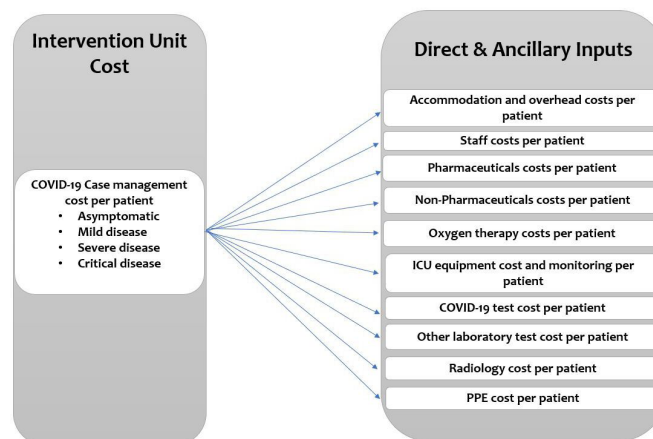 Intervention Unit
Cost
COVID-19 Case management
cost per patient
• Asymptomatic
• Mild disease
• Severe disease
• Critical disease
Direct & Ancillary Inputs
Accommodation and overhead costs per
patient
Staff costs per patient
Pharmaceuticals costs per patient
Non-Pharmaceuticals costs per patient
Oxygen therapy costs per patient
ICU equipment cost and monitoring per
patient
COVID-19 test cost per patient
Other laboratory test cost per patient
Radiology cost per patient
PPE cost per patient